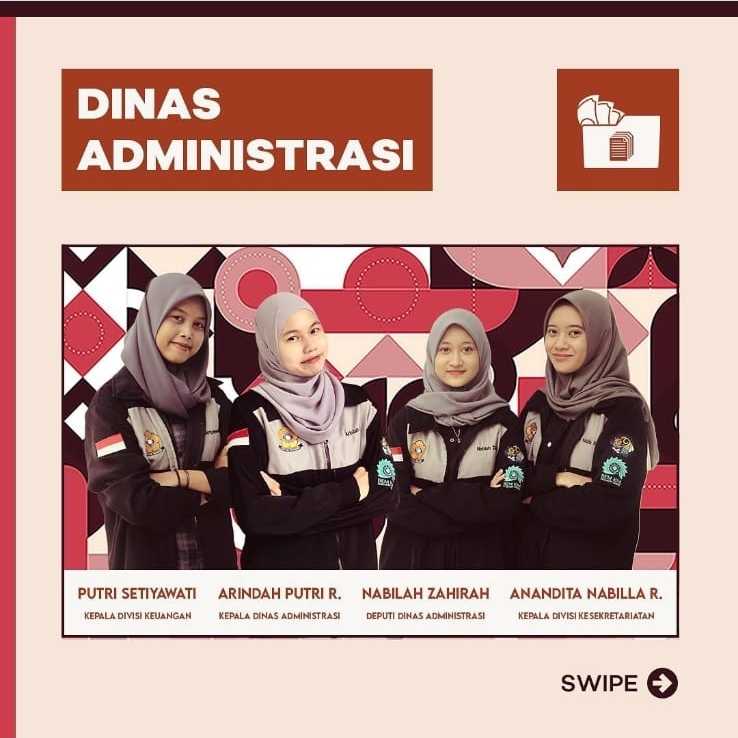 DINAS
ADMINISTRASI
PUTRI SETIYAWATI
KEPALA DIVISI KEUANGAN
ARINDAH PUTRI R.
KEPALA DINAS ADMINISTRASI
NABILAH ZAHIRAH
DEPUTI DINAS ADMINISTRASI
ANANDITA NABILLA R.
KEPALA DIVISI KESEKRETARIATAN
SWIPE